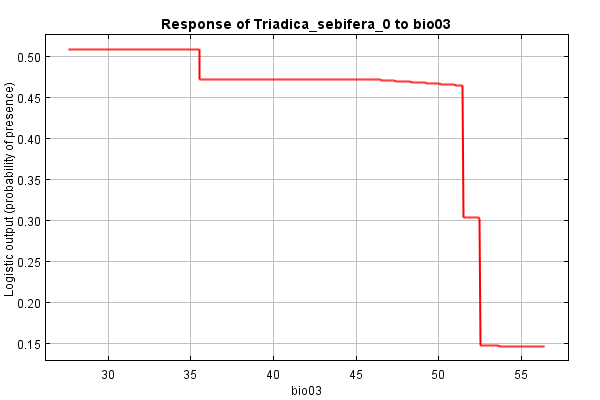 Response of Triadica_sebifera_0 to bio03
Logistic output (probability of presence)
0.50
0.45
0.40
0.35
0.30
0.25
0.20
0.15
30 35 40 45 50 55
bio03